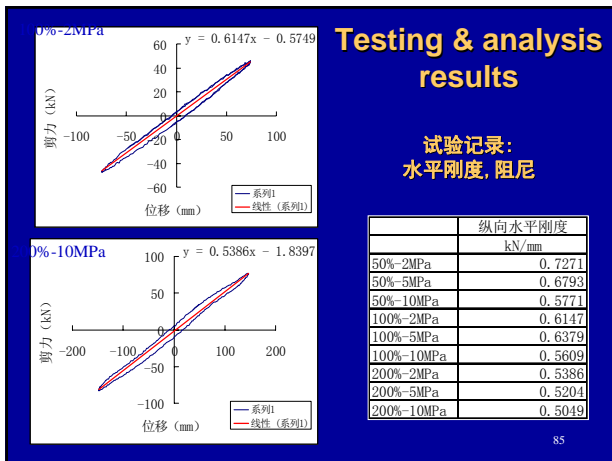 Testing & analysis
results
试验记录:
水平刚度,阻尼
0%-2MPa
y = 0.6147x - 0.5749
60
40
20
0
-20
-40
-60
-100
-50
50
100
剪力 (kN)
位移 (mm)
系列1
线性 (系列1)
0%-10MPa
y = 0.5386x - 1.8397
100
50
0
-50
-100
-200
-100
0
100
200
剪力 (kN)
位移 (mm)
系列1
线性 (系列1)
纵向水平刚度
kN/mm
50%-2MPa 0.7271
50%-5MPa 0.6793
50%-10MPa 0.5771
100%-2MPa 0.6147
100%-5MPa 0.6379
100%-10MPa 0.5609
200%-2MPa 0.5386
200%-5MPa 0.5204
200%-10MPa 0.5049
85